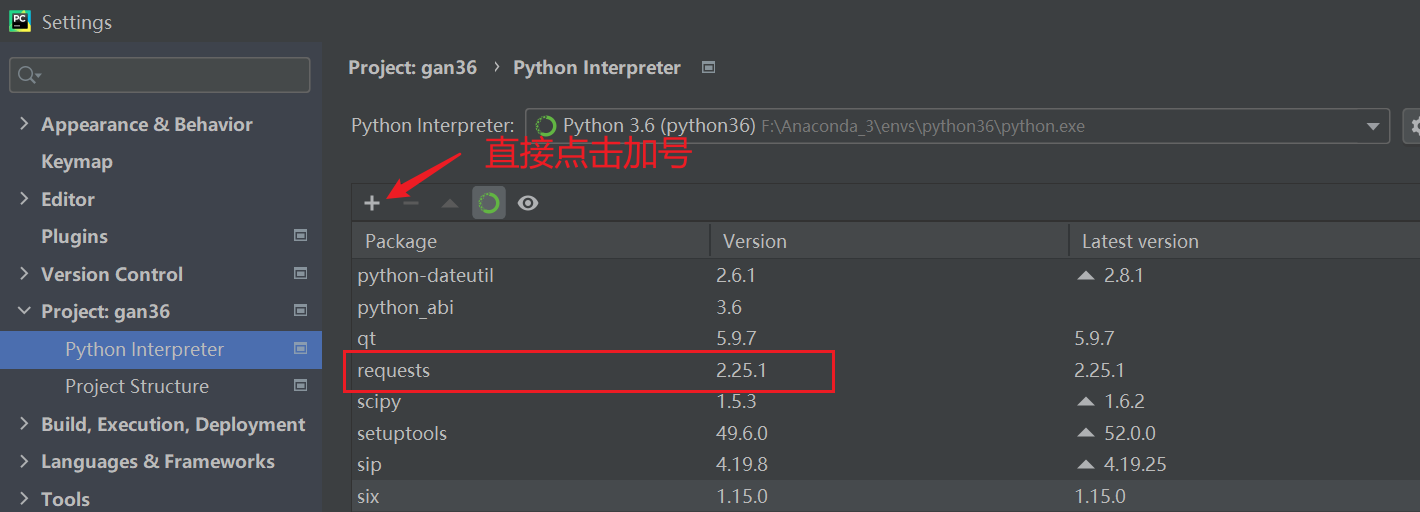 PC Settings
Project: gan36 › Python Interpreter
Appearance & Behavior
Keymap
Editor
Plugins
Version Control
Project: gan36
Python Interpreter
Project Structure
Build, Execution, Deployment
Languages & Frameworks
Tools
Python Interpreter: Python 3.6 (python36) F:\Anaconda_3\envs\python36\python.exe
直接点击加号
Package Version Latest version
python-dateutil 2.6.1 2.8.1
python_abi 3.6
qt 5.9.7 5.9.7
requests 2.25.1 2.25.1
scipy 1.5.3 1.6.2
setuptools 49.6.0 52.0.0
sip 4.19.8 4.19.25
six 1.15.0 1.15.0